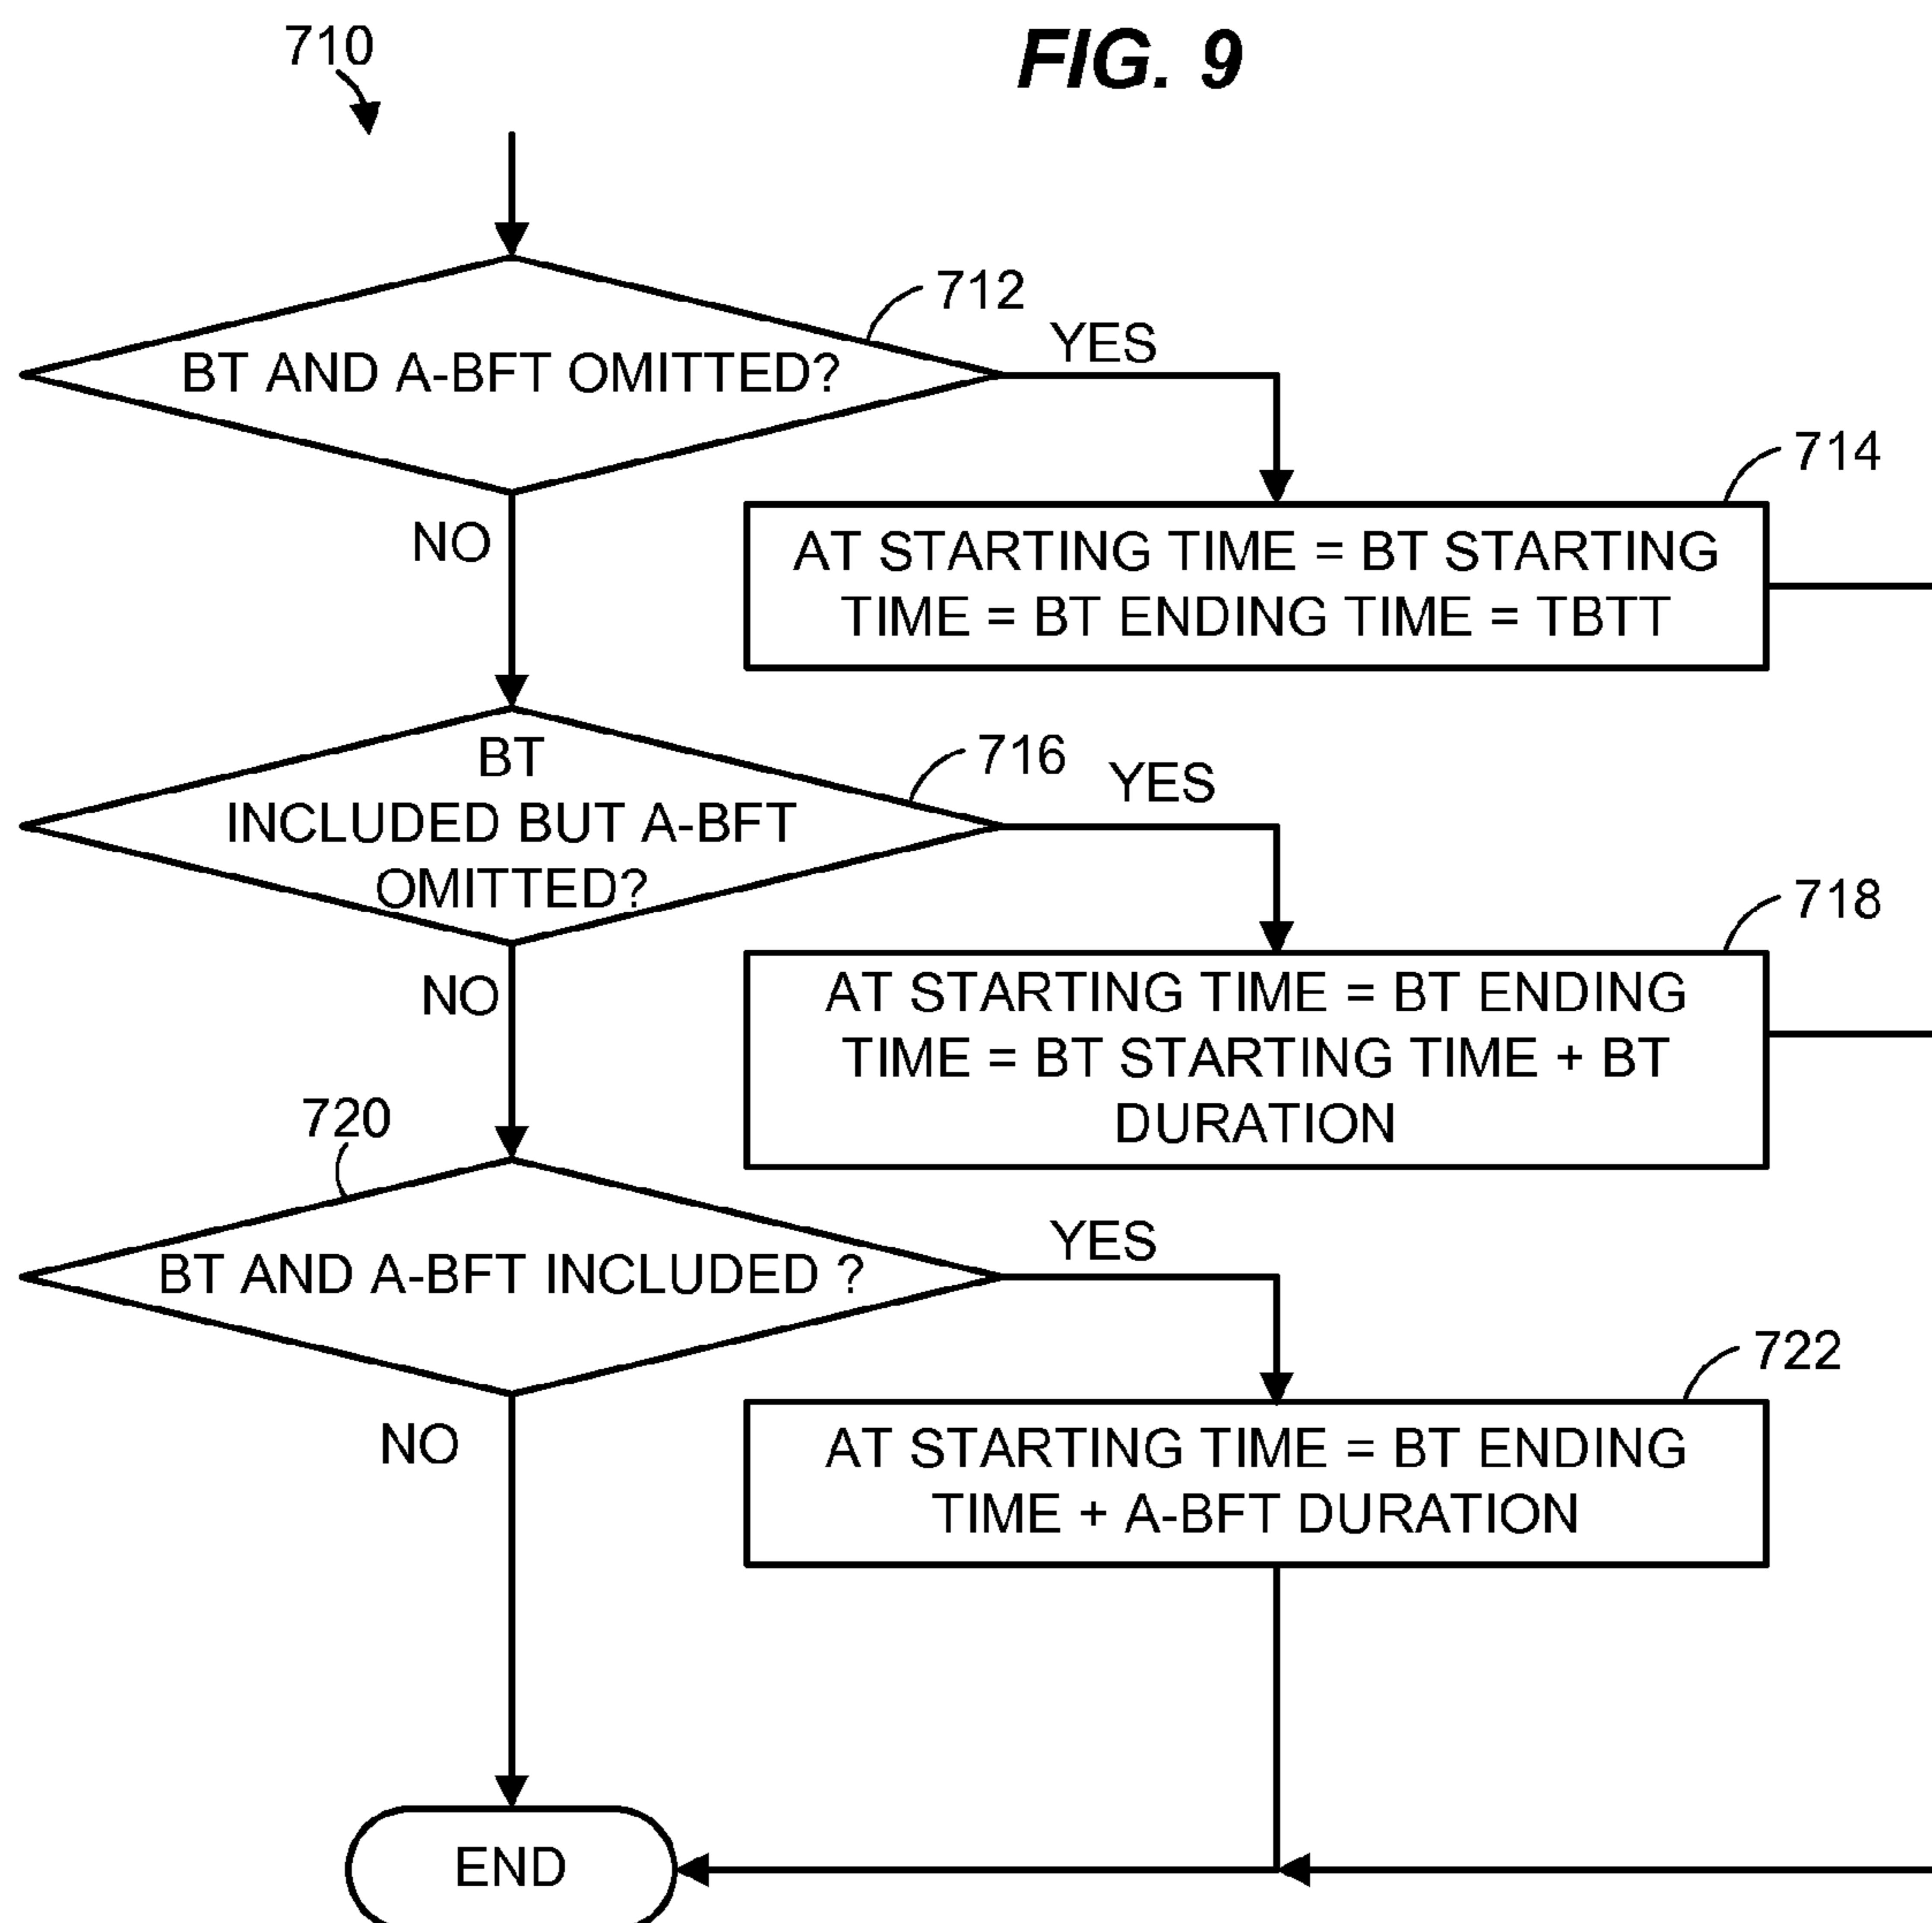 710
FIG. 9
712
BT AND A-BFT OMITTED?
YES
714
NO
AT STARTING TIME = BT STARTING
TIME = BT ENDING TIME = TBTT
716
BT
INCLUDED BUT A-BFT
OMITTED?
YES
718
NO
AT STARTING TIME = BT ENDING
TIME = BT STARTING TIME + BT
DURATION
720
BT AND A-BFT INCLUDED ?
YES
722
NO
AT STARTING TIME = BT ENDING
TIME + A-BFT DURATION
END